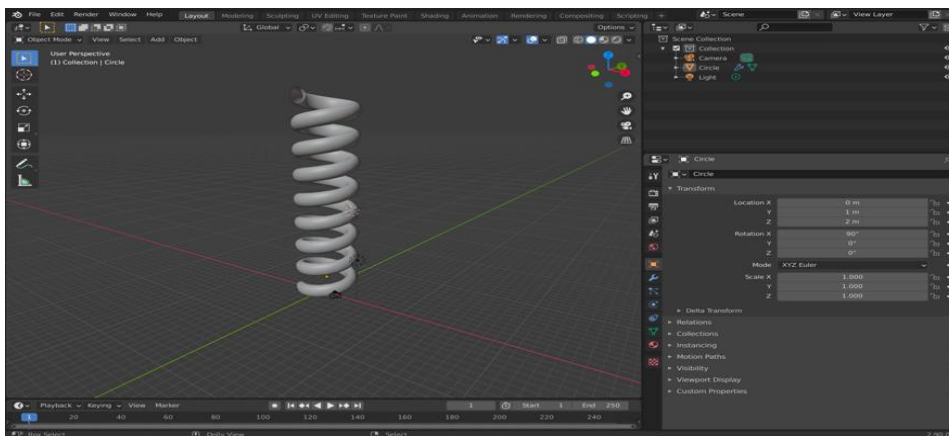 File Edit Render Window Help Layout Modeling Sculpting UV Editing Texture Paint Shading Animation Rendering Compositing Scripting + Scene View Layer
Global Options
Object Mode View Select Add Object
User Perspective
(1) Collection | Circle
Scene Collection
Collection
Camera
Circle
Light
Circle
Circle
Transform
Location X 0 m
Y 1 m
Z 2 m
Rotation X 90°
Y 0°
Z 0°
Mode XYZ Euler
Scale X 1.000
Y 1.000
Z 1.000
Delta Transform
Relations
Collections
Instancing
Motion Paths
Visibility
Viewport Display
Custom Properties
Playback Keying View Marker 1 Start 1 End 250
1 20 40 60 80 100 120 140 160 180 200 220 240
Box Select Dolly View Select